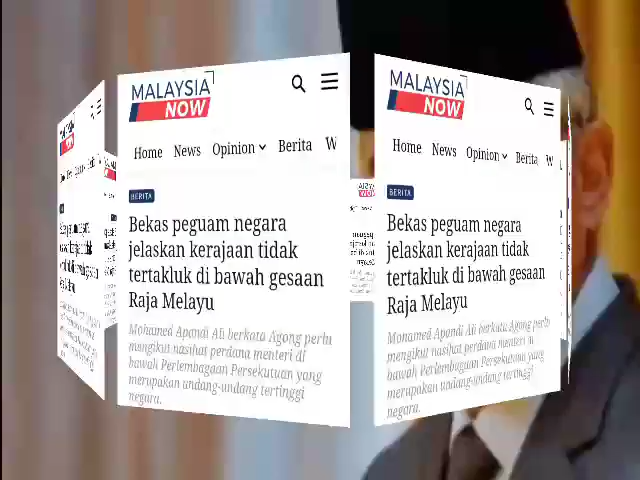 MALAYSIA
NOW
Home News Opinion Berita W
BERITA
Bekas peguam negara
jelaskan kerajaan tidak
tertakluk di bawah gesaan
Raja Melayu
Mohamed Apandi Ali berkata Agong perlu
mengikut nasihat perdana menteri di
bawah Perlembagaan Persekutuan yang
merupakan undang-undang tertinggi
negara.
MALAYSIA
NOW
Home News Opinion Berita W
BERITA
Bekas peguam negara
jelaskan kerajaan tidak
tertakluk di bawah gesaan
Raja Melayu
Mohamed Apandi Ali berkata Agong perlu
mengikut nasihat perdana menteri di
bawah Perlembagaan Persekutuan yang
merupakan undang-undang tertinggi
negara.